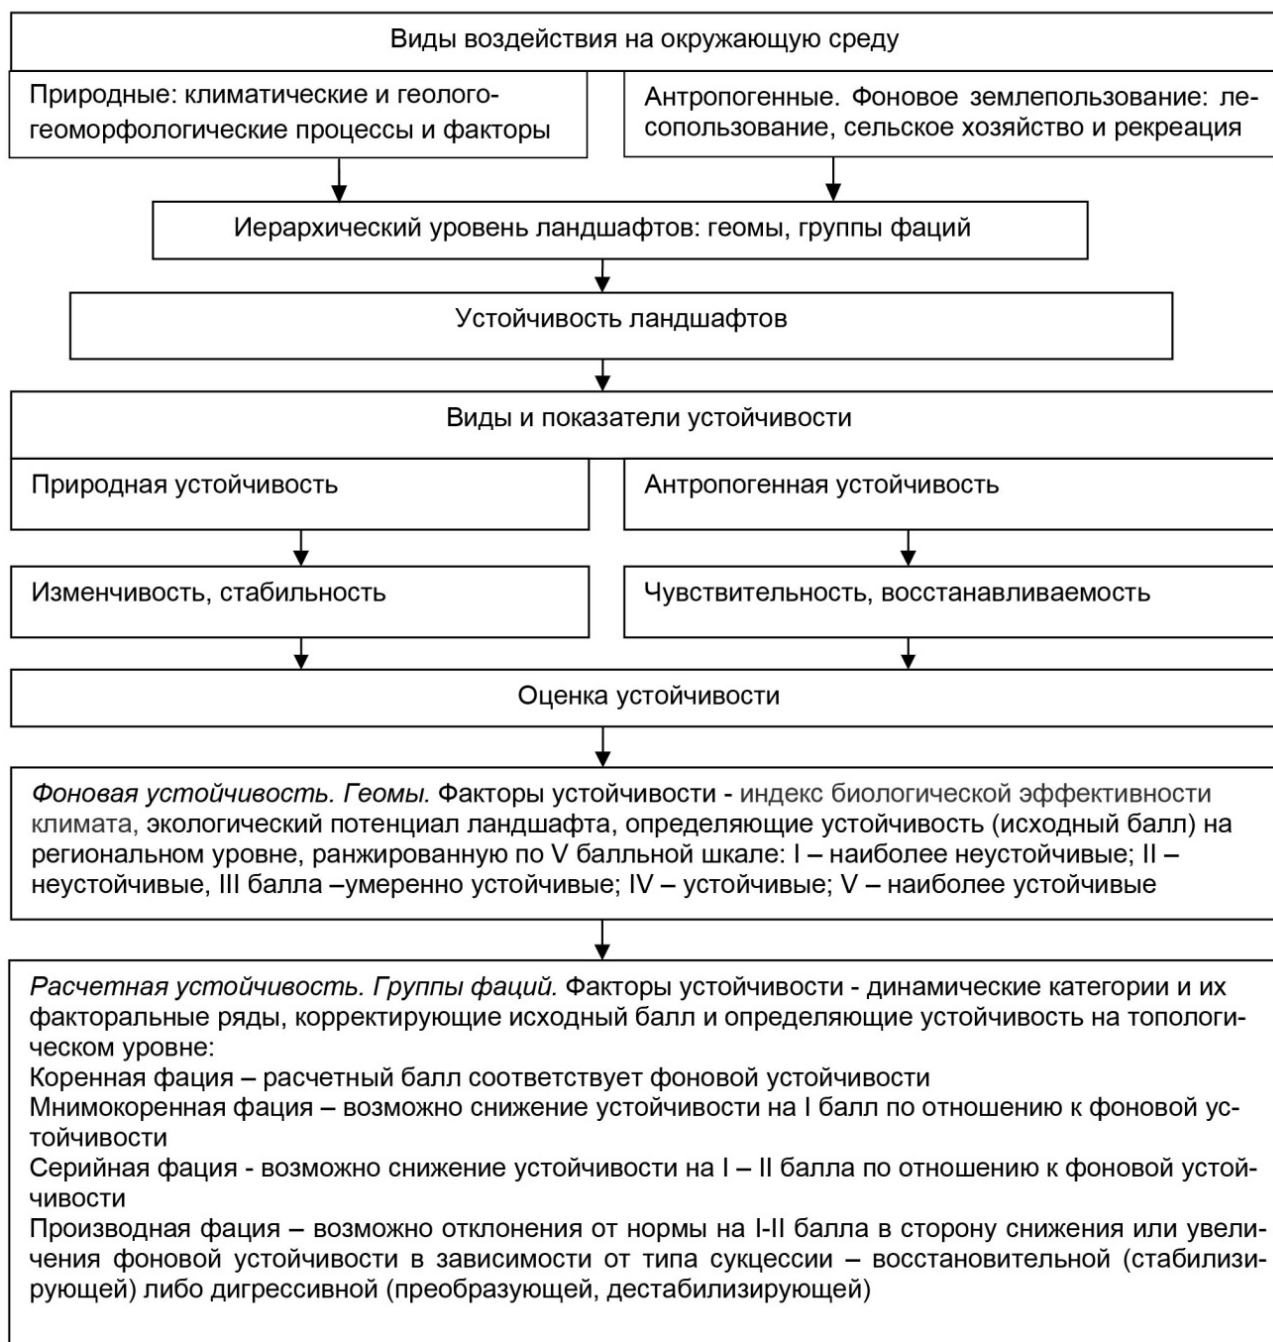 Виды воздействия на окружающую среду
Природные: климатические и геолого-
геоморфологические процессы и факторы
Антропогенные. Фоновое землепользование: ле-
сопользование, сельское хозяйство и рекреация
Иерархический уровень ландшафтов: геомы, группы фаций
Устойчивость ландшафтов
Виды и показатели устойчивости
Природная устойчивость
Антропогенная устойчивость
Изменчивость, стабильность
Чувствительность, восстанавливаемость
Оценка устойчивости
Фоновая устойчивость. Геомы. Факторы устойчивости - индекс биологической эффективности
климата, экологический потенциал ландшафта, определяющие устойчивость (исходный балл) на
региональном уровне, ранжированную по V балльной шкале: I – наиболее неустойчивые; II –
неустойчивые, III балла –умеренно устойчивые; IV – устойчивые; V – наиболее устойчивые
Расчетная устойчивость. Группы фаций. Факторы устойчивости - динамические категории и их
факторальные ряды, корректирующие исходный балл и определяющие устойчивость на топологи-
ческом уровне:
Коренная фация – расчетный балл соответствует фоновой устойчивости
Мнимокоренная фация – возможно снижение устойчивости на I балл по отношению к фоновой ус-
тойчивости
Серийная фация - возможно снижение устойчивости на I – II балла по отношению к фоновой устой-
чивости
Производная фация – возможно отклонения от нормы на I-II балла в сторону снижения или увели-
чения фоновой устойчивости в зависимости от типа сукцессии – восстановительной (стабилизи-
рующей) либо дигрессивной (преобразующей, дестабилизирующей)